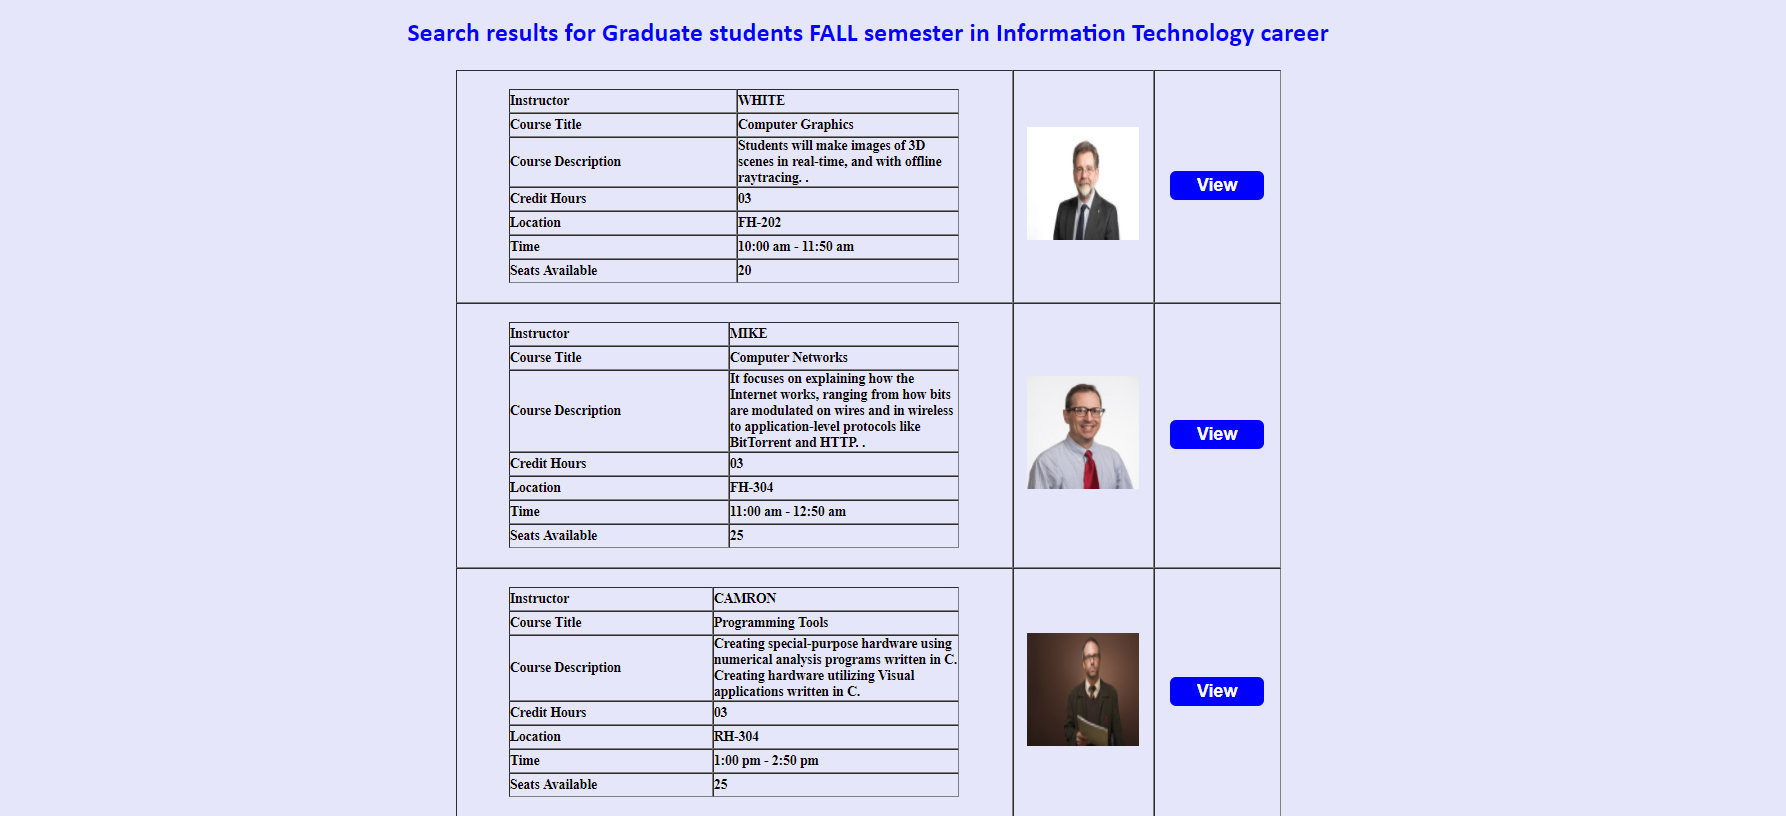 Search results for Graduate students FALL semester in Information Technology career
Instructor WHITE
Course Title Computer Graphics
Course Description Students will make images of 3D
scenes in real-time, and with offline
raytracing. .
Credit Hours 03
Location FH-202
Time 10:00 am - 11:50 am
Seats Available 20
View
Instructor MIKE
Course Title Computer Networks
Course Description It focuses on explaining how the
Internet works, ranging from how bits
are modulated on wires and in wireless
to application-level protocols like
BitTorrent and HTTP. .
Credit Hours 03
Location FH-304
Time 11:00 am - 12:50 am
Seats Available 25
View
Instructor CAMRON
Course Title Programming Tools
Course Description Creating special-purpose hardware using
numerical analysis programs written in C.
Creating hardware utilizing Visual
applications written in C.
Credit Hours 03
Location RH-304
Time 1:00 pm - 2:50 pm
Seats Available 25
View